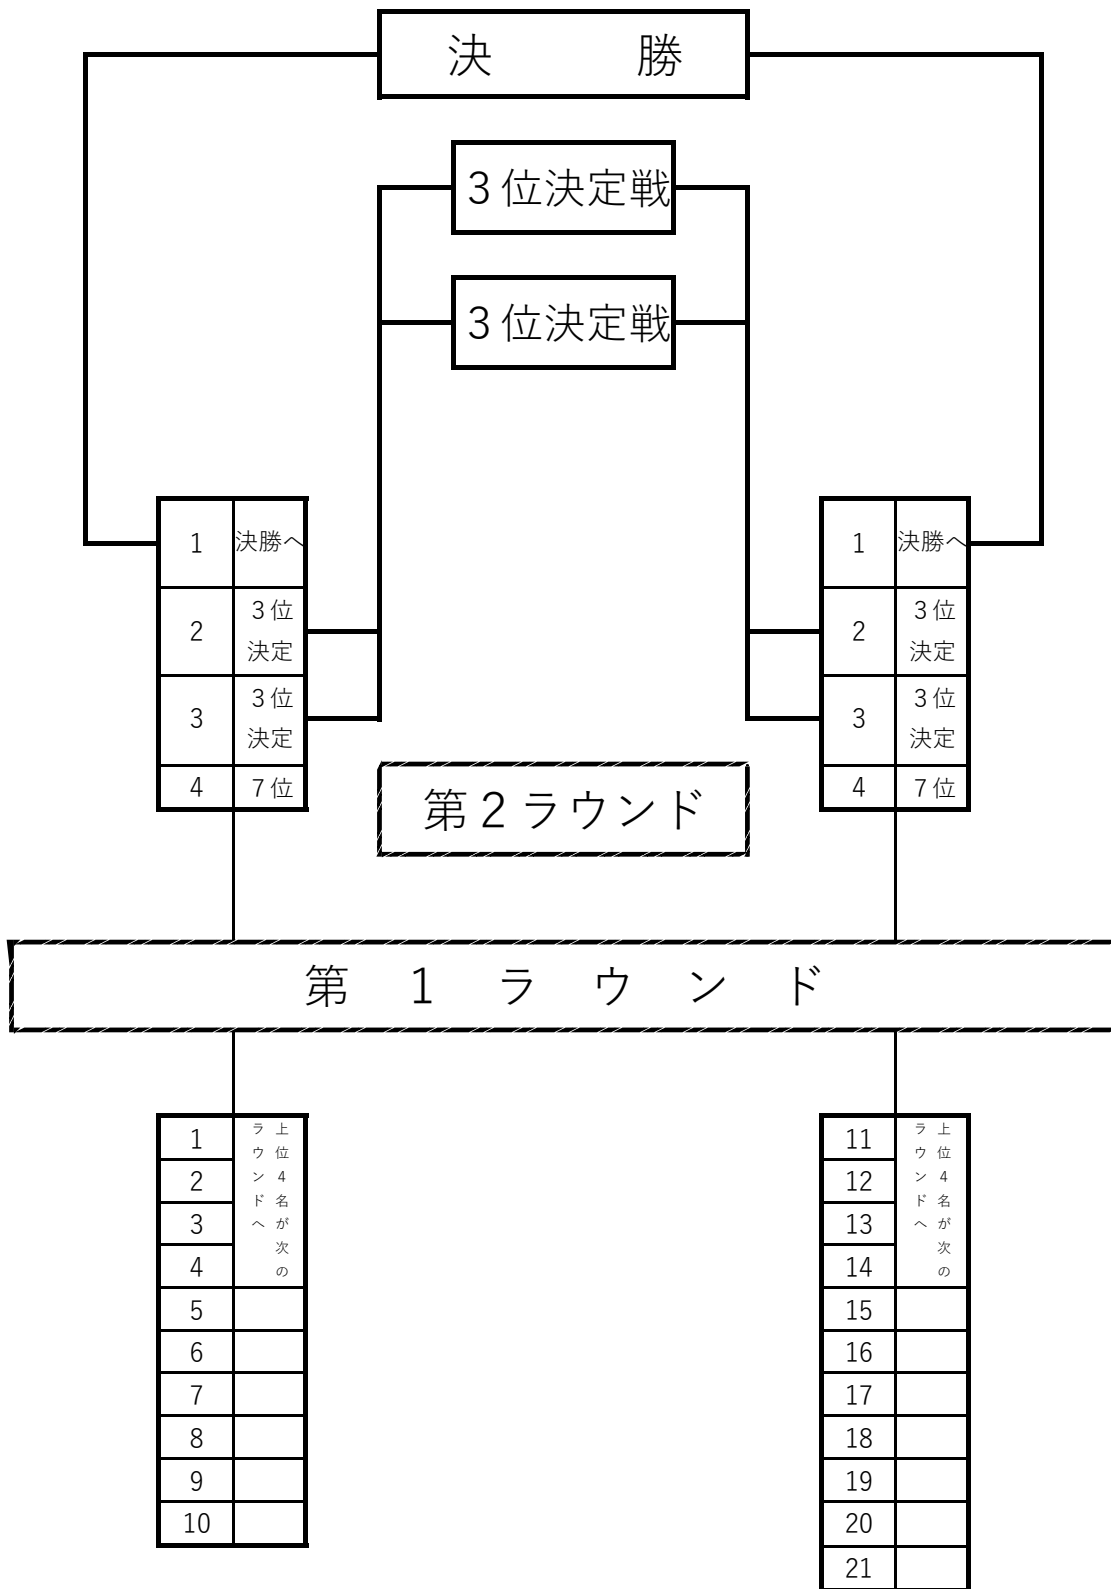 決 勝
３位決定戦
３位決定戦
1 決勝へ
2 ３位
決定
3 ３位
決定
4 ７位
1 決勝へ
2 ３位
決定
3 ３位
決定
4 ７位
第２ラウンド
第 １ ラ ウ ン ド
上位4名が次の
ラウンドへ
1
2
3
4
5
6
7
8
9
10
上位4名が次の
ラウンドへ
11
12
13
14
15
16
17
18
19
20
21